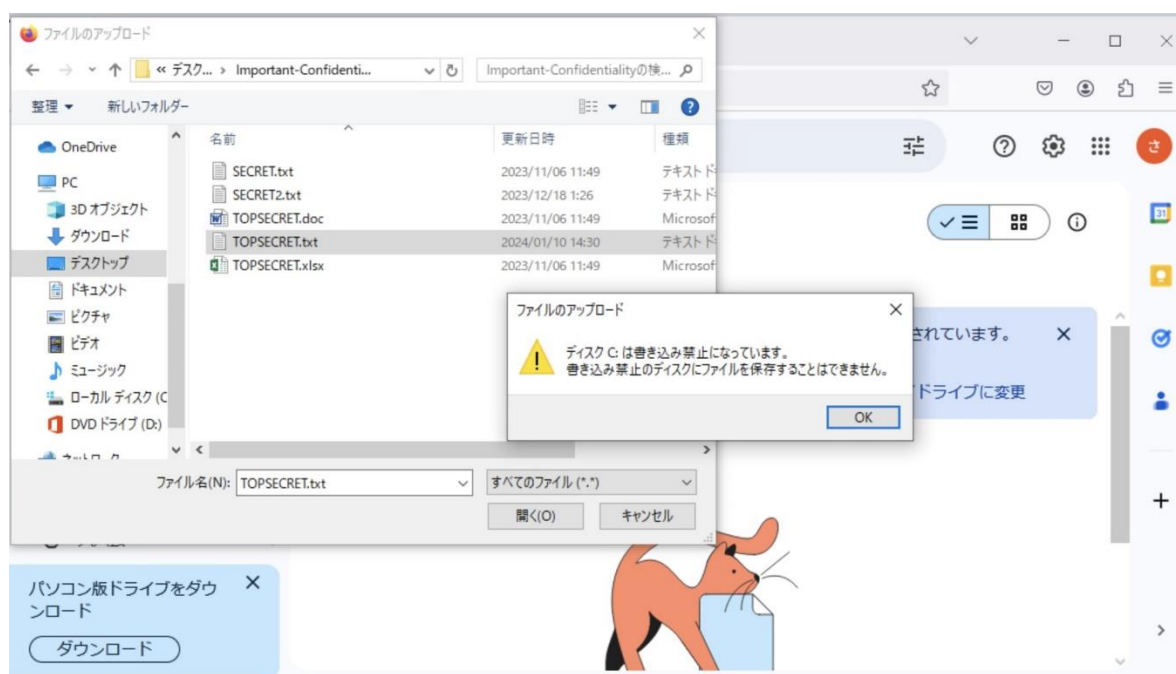 ファイルのアップロード
« デスク... › Important-Confidenti...
Important-Confidentialityの検...
整理
新しいフォルダー
名前
更新日時
種類
OneDrive
PC
3D オブジェクト
ダウンロード
デスクトップ
ドキュメント
ピクチャ
ビデオ
ミュージック
ローカル ディスク (C
DVD ドライブ (D:)
SECRET.txt 2023/11/06 11:49 テキスト
SECRET2.txt 2023/12/18 1:26 テキスト
TOPSECRET.doc 2023/11/06 11:49 Microsof
TOPSECRET.txt 2024/01/10 14:30 テキスト
TOPSECRET.xlsx 2023/11/06 11:49 Microsof
ファイルのアップロード
ディスク C: は書き込み禁止になっています。
書き込み禁止のディスクにファイルを保存することはできません。
OK
ファイル名(N): TOPSECRET.txt
すべてのファイル (*.*)
開く(O)
キャンセル
さ
31
されています。
ドライブに変更
パソコン版ドライブをダウ
ンロード
ダウンロード